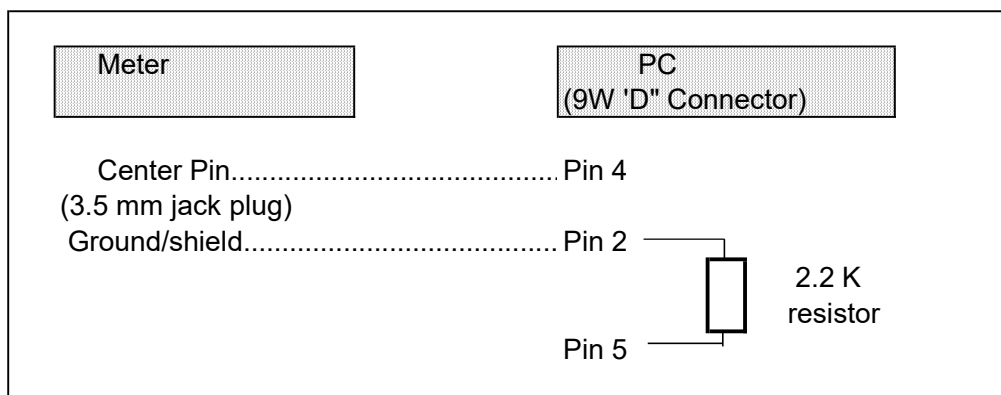 Meter
PC
(9W 'D" Connector)
Center Pin.......................................... Pin 4
(3.5 mm jack plug)
Ground/shield........................................ Pin 2
2.2 K
resistor
Pin 5